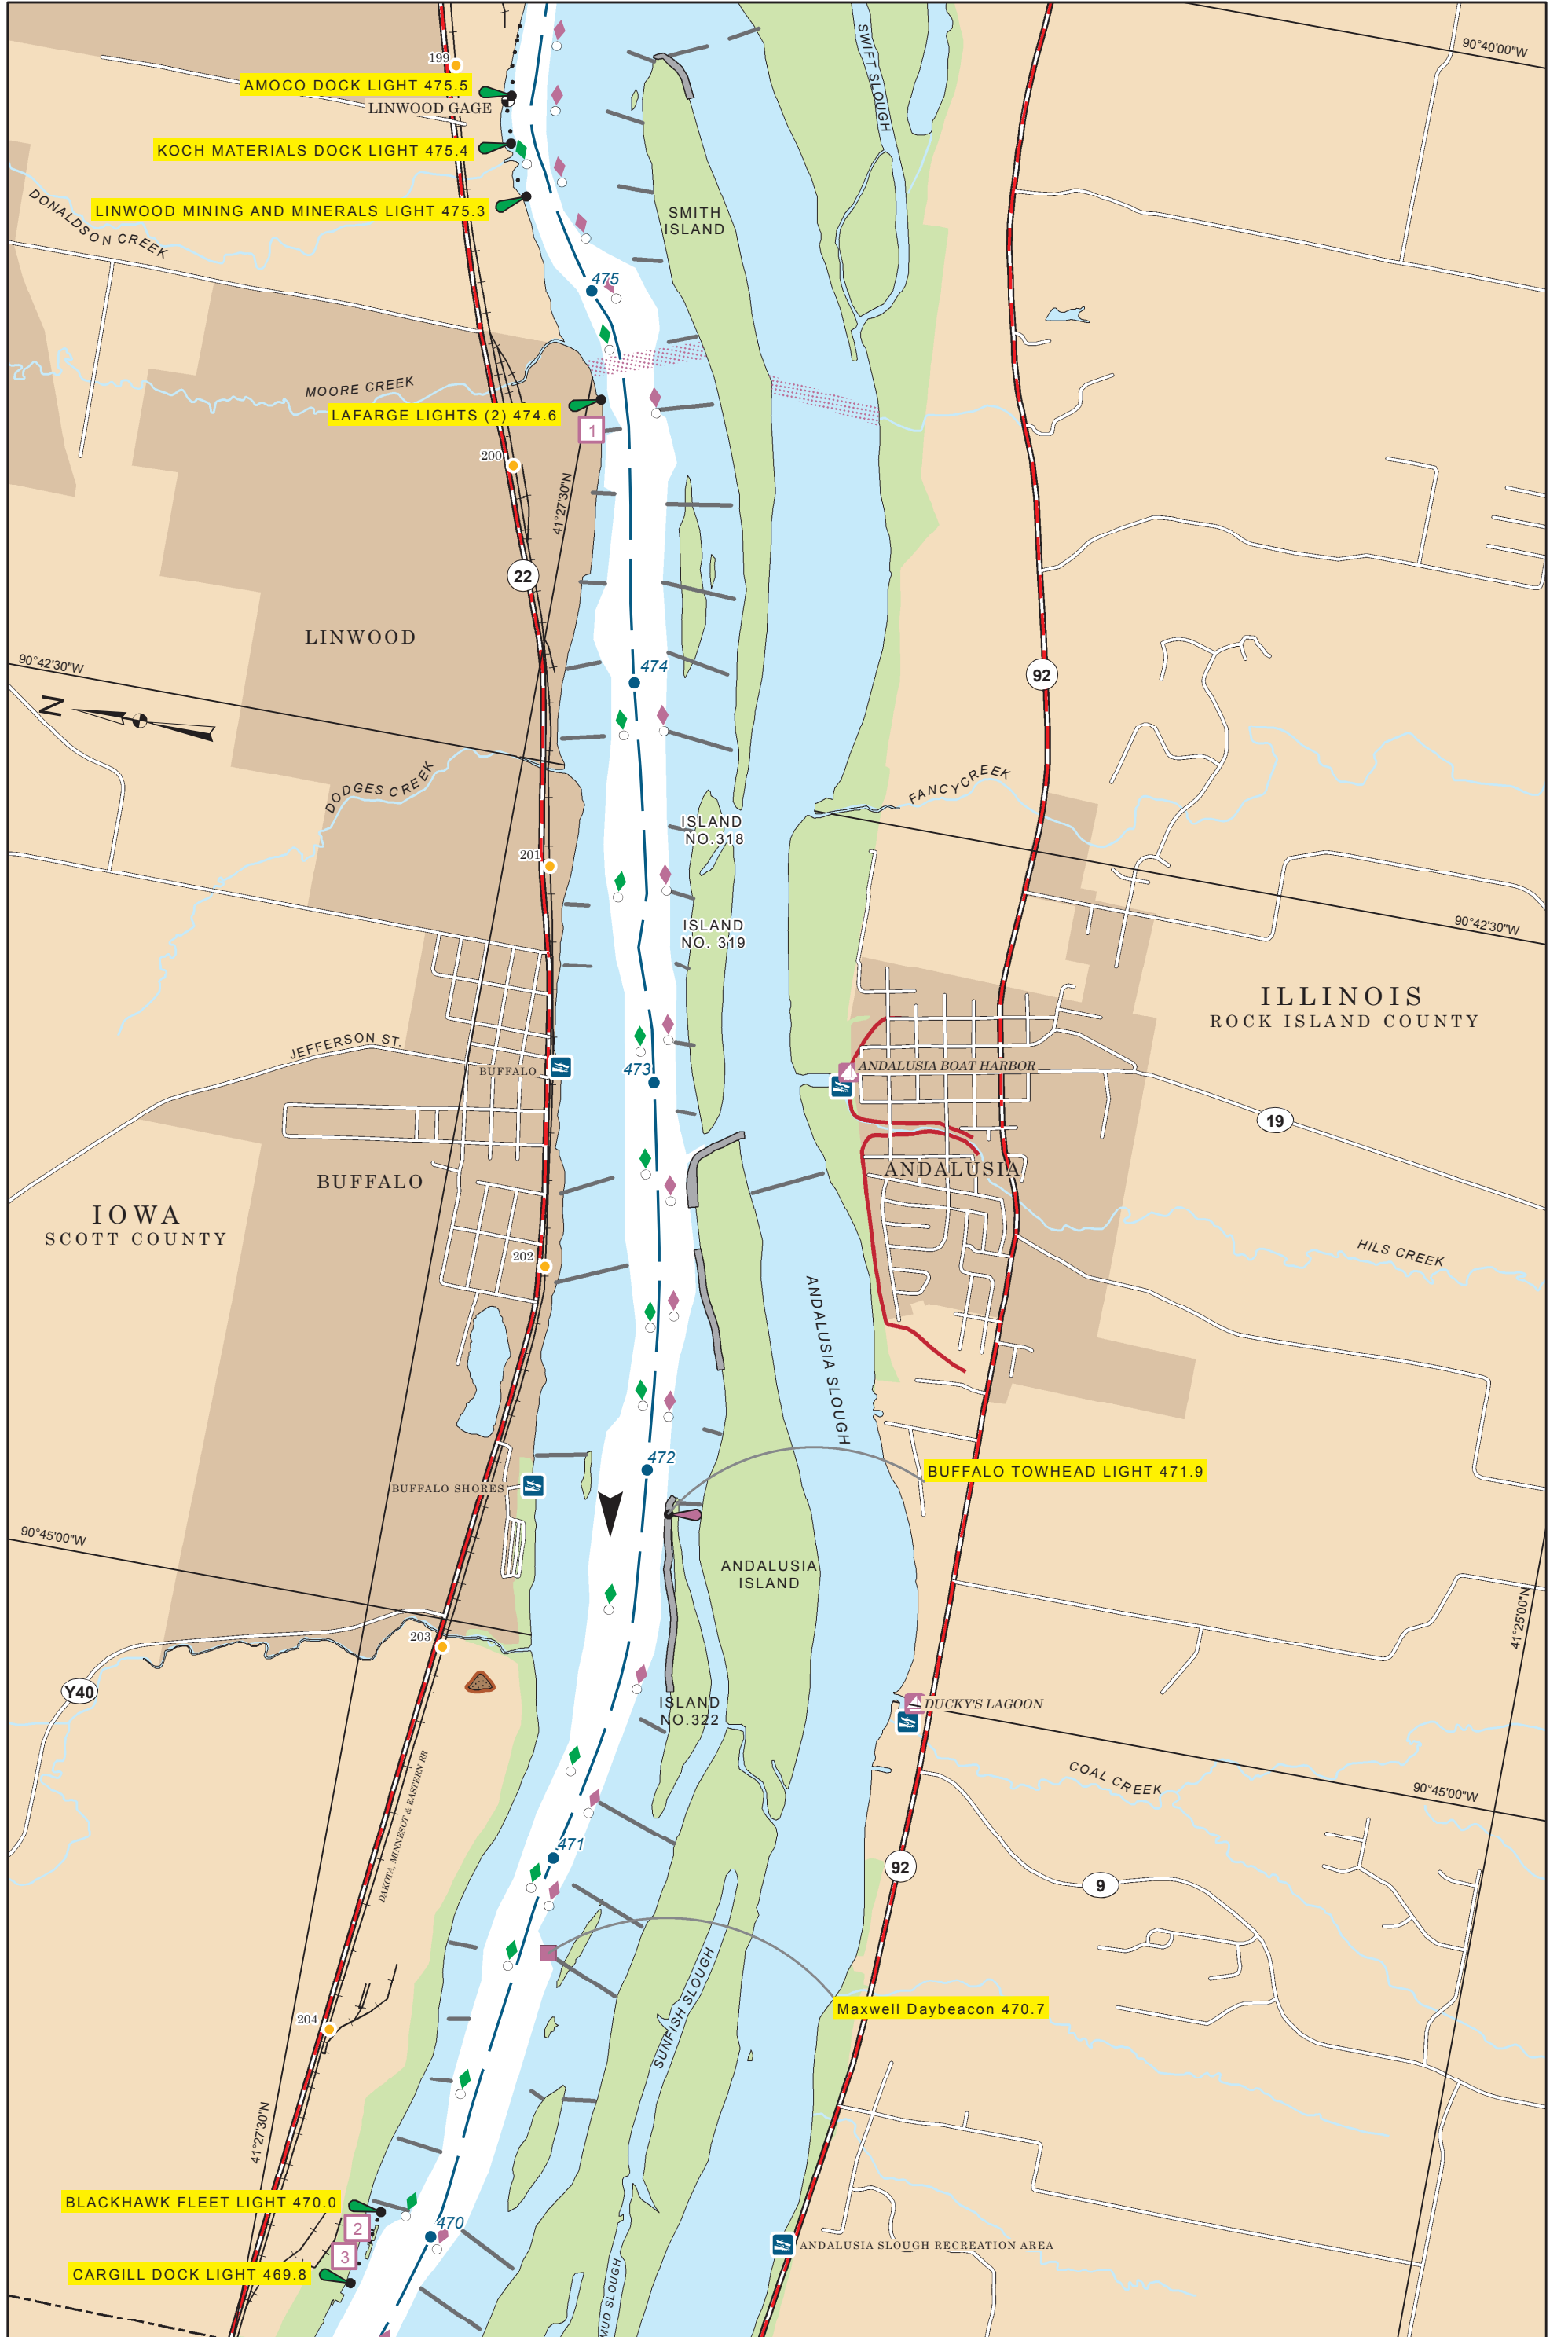 90°40'00"W
199
SWIFT SLOUGH
AMOCO DOCK LIGHT 475.5
LINWOOD GAGE
KOCH MATERIALS DOCK LIGHT 475.4
LINWOOD MINING AND MINERALS LIGHT 475.3
DONALDSON CREEK
SMITH
ISLAND
475
MOORE CREEK
LAFARGE LIGHTS (2) 474.6
1
200
41°27'30"N
22
LINWOOD
90°42'30"W
474
92
N
DODGES CREEK
FANCY CREEK
ISLAND
NO.318
201
ISLAND
NO. 319
90°42'30"W
ILLINOIS
ROCK ISLAND COUNTY
JEFFERSON ST.
BUFFALO
473
ANDALUSIA BOAT HARBOR
19
ANDALUSIA
BUFFALO
IOWA
SCOTT COUNTY
202
HILS CREEK
ANDALUSIA SLOUGH
472
BUFFALO TOWHEAD LIGHT 471.9
BUFFALO SHORES
90°45'00"W
ANDALUSIA
ISLAND
41°25'00"N
203
Y40
ISLAND
NO.322
DUCKY'S LAGOON
DAKOTA, MINNESOT & EASTERN RR
COAL CREEK
90°45'00"W
471
92
9
SUNFISH SLOUGH
Maxwell Daybeacon 470.7
204
41°27'30"N
BLACKHAWK FLEET LIGHT 470.0
2
470
3
ANDALUSIA SLOUGH RECREATION AREA
CARGILL DOCK LIGHT 469.8
MUD SLOUGH